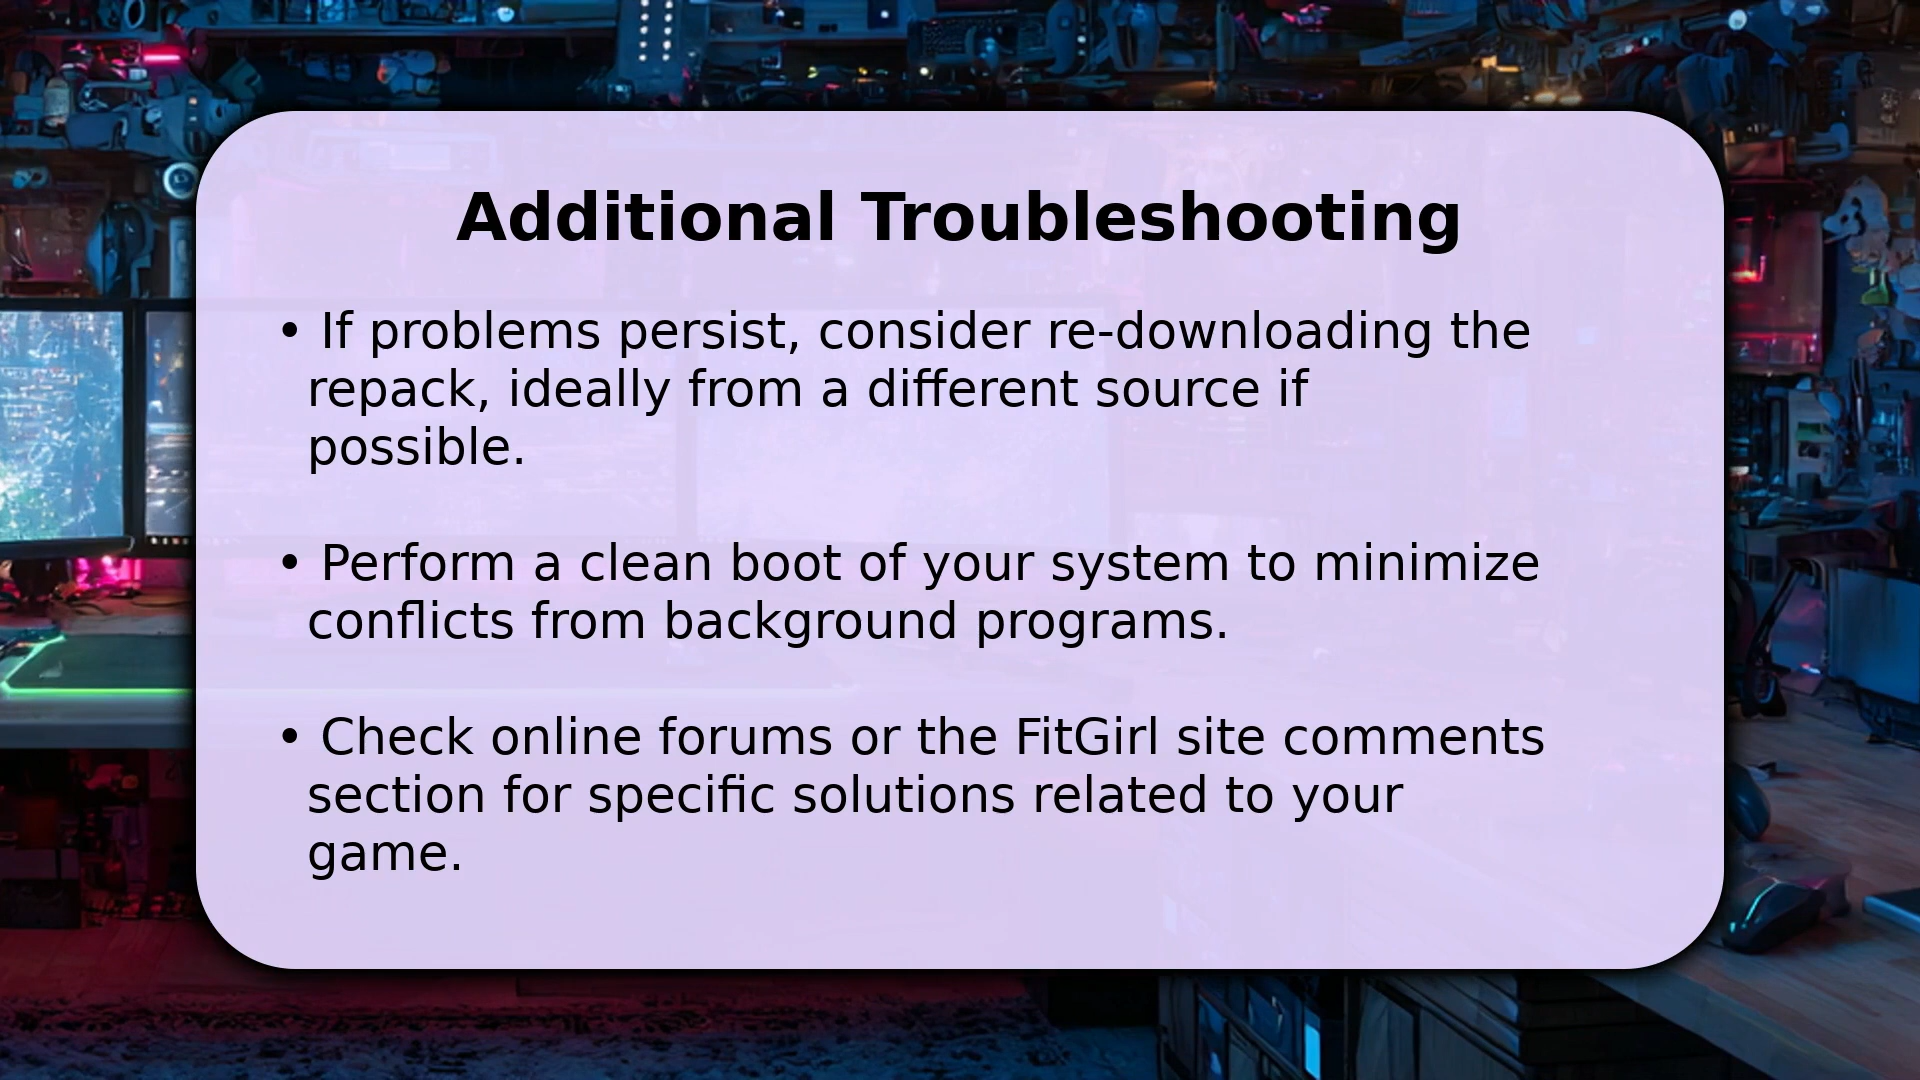 Additional Troubleshooting
• If problems persist, consider re-downloading the
repack, ideally from a different source if
possible.
• Perform a clean boot of your system to minimize
conflicts from background programs.
• Check online forums or the FitGirl site comments
section for specific solutions related to your
game.